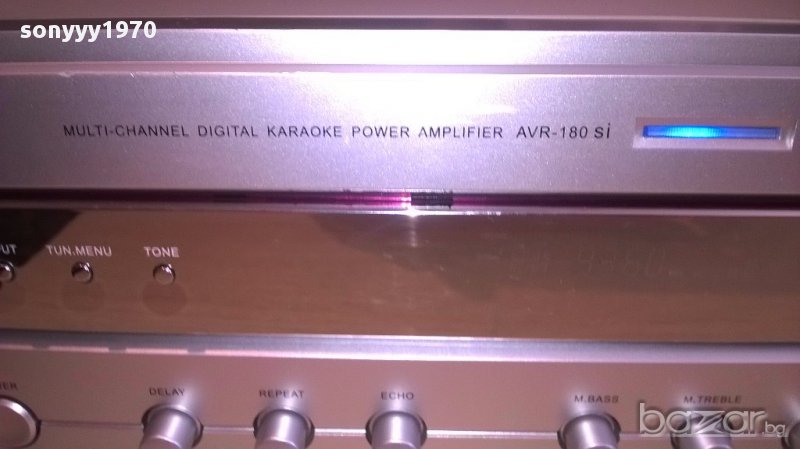 sonyyy1970
MULTI-CHANNEL DIGITAL KARAOKE POWER AMPLIFIER AVR-180 Si
TUN.MENU TONE
DELAY REPEAT ECHO M.BASS M.TREBLE
bazar.bg